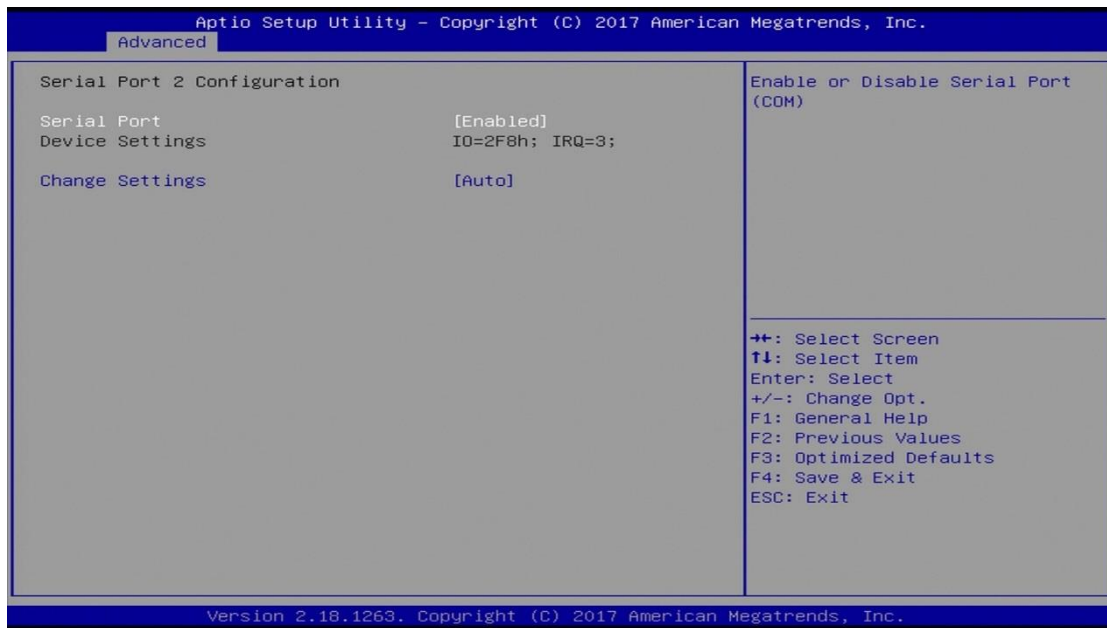 Aptio Setup Utility – Copyright (C) 2017 American Megatrends, Inc.
Advanced
Serial Port 2 Configuration
Serial Port [Enabled]
Device Settings IO=2F8h; IRQ=3;
Change Settings [Auto]
Enable or Disable Serial Port
(COM)
→←: Select Screen
↑↓: Select Item
Enter: Select
+/-: Change Opt.
F1: General Help
F2: Previous Values
F3: Optimized Defaults
F4: Save & Exit
ESC: Exit
Version 2.18.1263. Copyright (C) 2017 American Megatrends, Inc.